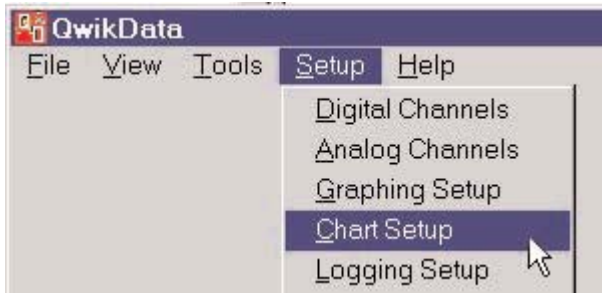 QwikData
File View Tools Setup Help
Digital Channels
Analog Channels
Graphing Setup
Chart Setup
Logging Setup